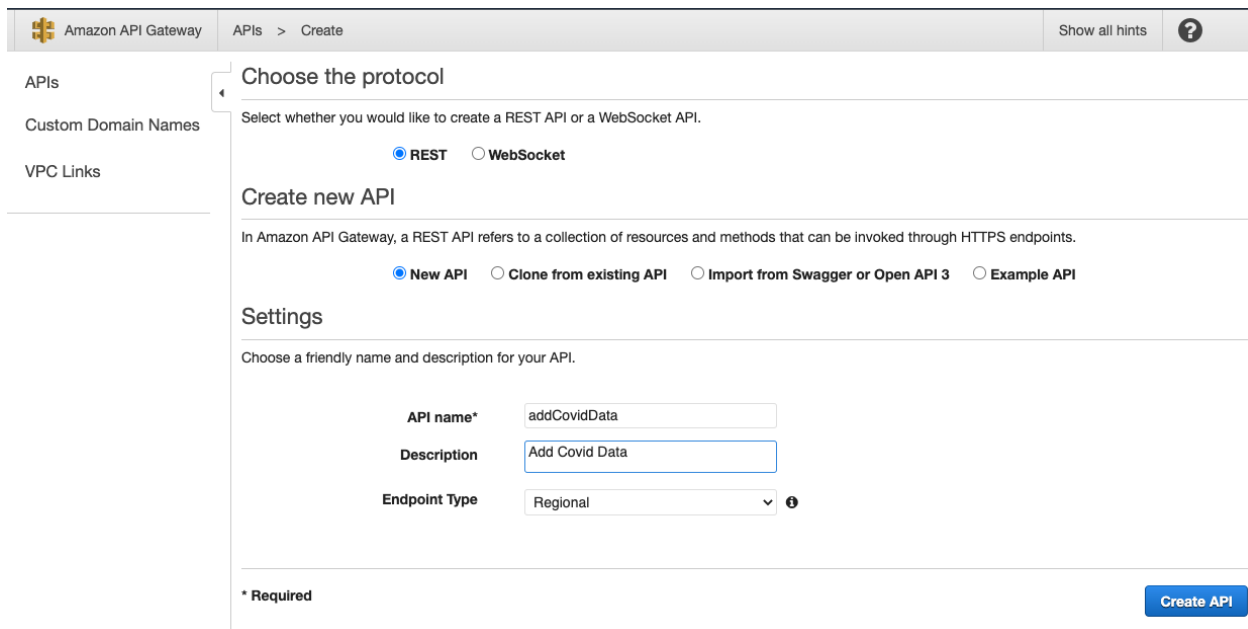 Amazon API Gateway APIs > Create Show all hints ?
APIs
Custom Domain Names
VPC Links
Choose the protocol
Select whether you would like to create a REST API or a WebSocket API.
REST WebSocket
Create new API
In Amazon API Gateway, a REST API refers to a collection of resources and methods that can be invoked through HTTPS endpoints.
New API Clone from existing API Import from Swagger or Open API 3 Example API
Settings
Choose a friendly name and description for your API.
API name* addCovidData
Description Add Covid Data
Endpoint Type Regional
* Required Create API